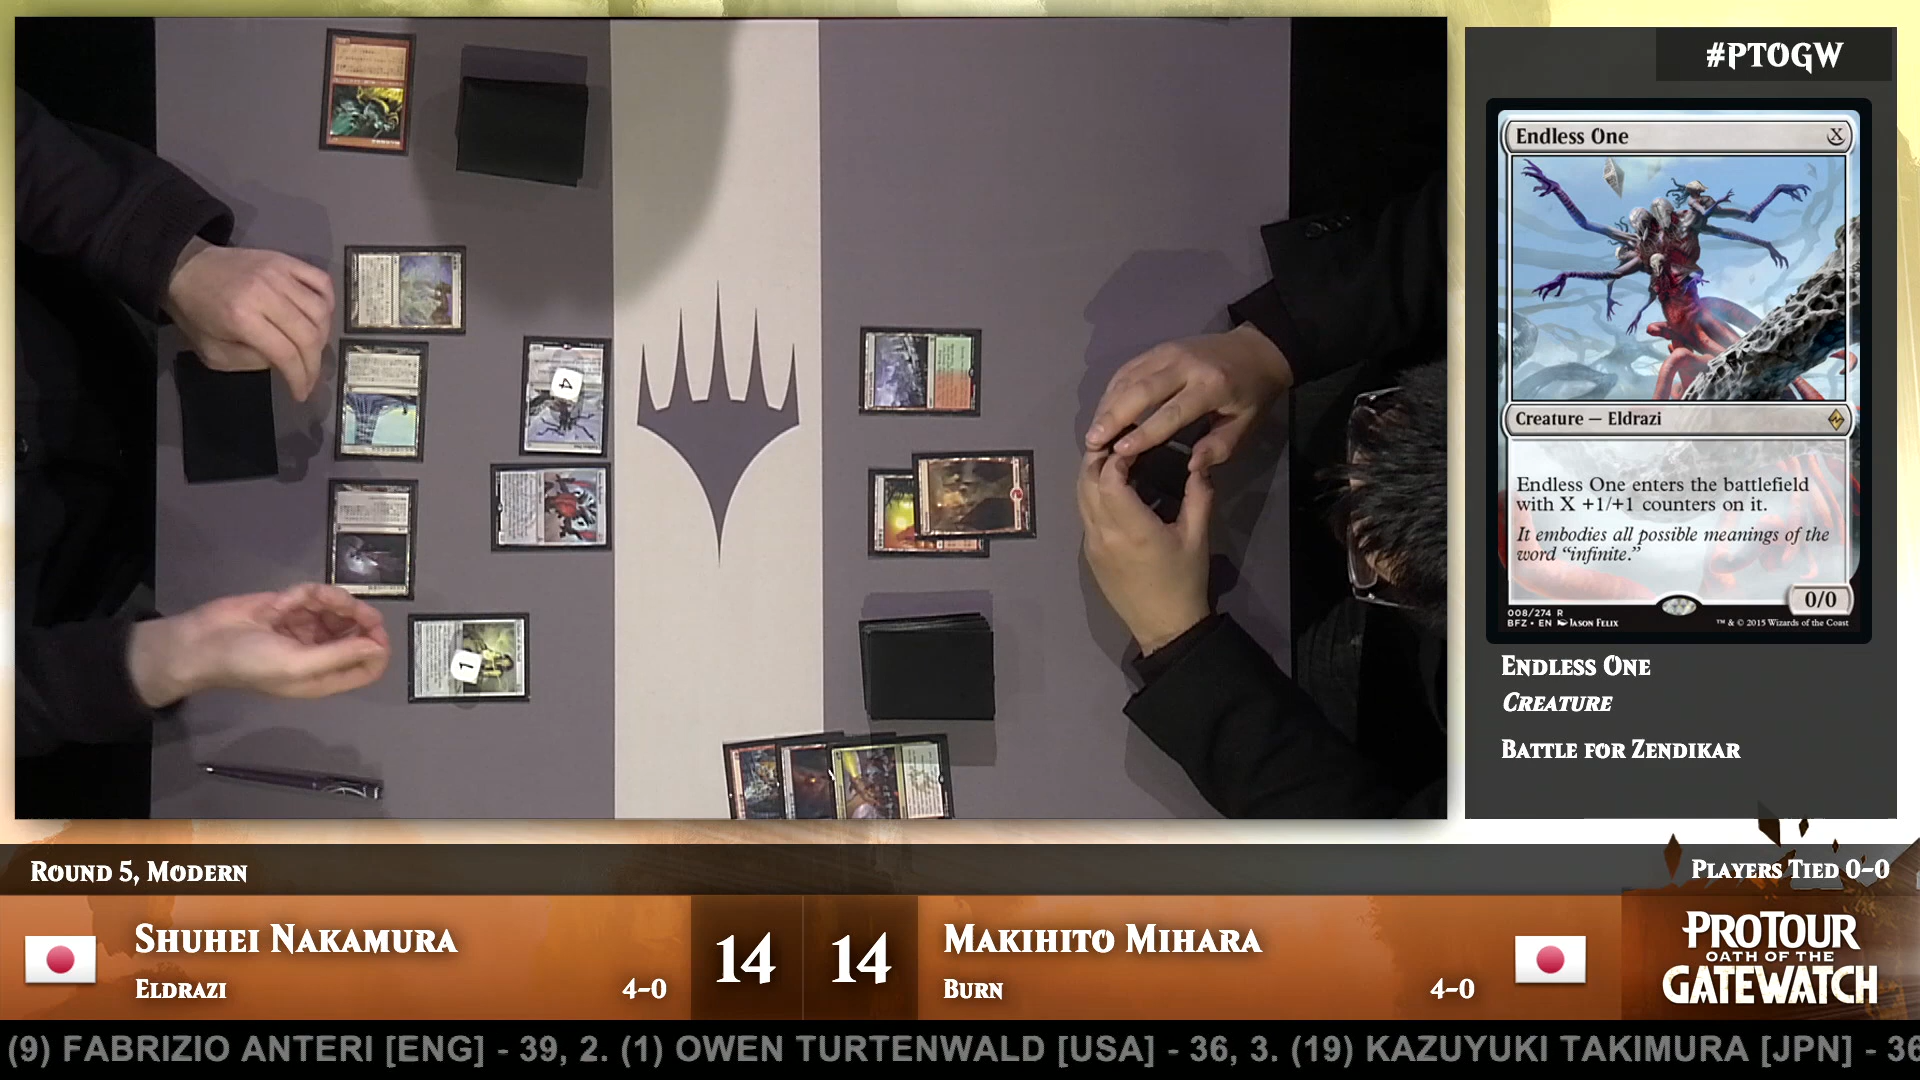 #PTOGW
Endless One X
Creature — Eldrazi
Endless One enters the battlefield
with X +1/+1 counters on it.
It embodies all possible meanings of the
word “infinite.”
0/0
008/274 R
BFZ • EN Jason Felix
™ & © 2015 Wizards of the Coast
Endless One
Creature
Battle for Zendikar
4
1
Round 5, Modern
Players Tied 0-0
Shuhei Nakamura
Eldrazi
4-0
14
14
Makihito Mihara
Burn
4-0
Pro Tour
Oath of the
Gatewatch
(9) FABRIZIO ANTERI [ENG] - 39, 2. (1) OWEN TURTENWALD [USA] - 36, 3. (19) KAZUYUKI TAKIMURA [JPN] - 36